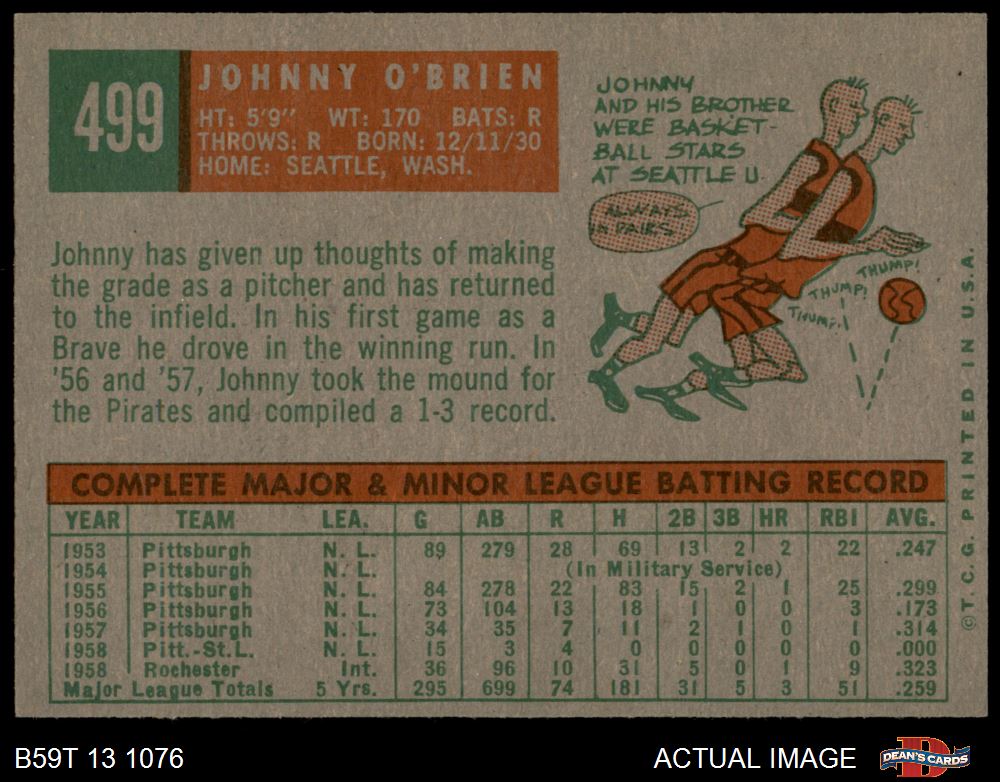 499
JOHNNY O'BRIEN
HT: 5'9" WT: 170 BATS: R
THROWS: R BORN: 12/11/30
HOME: SEATTLE, WASH.
JOHNNY
AND HIS BROTHER
WERE BASKET-
BALL STARS
AT SEATTLE U.
ALWAYS
IN PAIRS
THUMP!
THUMP!
THUMP!
Johnny has given up thoughts of making
the grade as a pitcher and has returned
to the infield. In his first game as a
Brave he drove in the winning run. In
'56 and '57, Johnny took the mound for
the Pirates and compiled a 1-3 record.
COMPLETE MAJOR & MINOR LEAGUE BATTING RECORD
YEAR TEAM LEA. G AB R H 2B 3B HR RBI AVG.
1953 Pittsburgh N. L. 89 279 28 69 13 2 2 22 .247
1954 Pittsburgh N. L. (In Military Service)
1955 Pittsburgh N. L. 84 278 22 83 15 2 1 25 .299
1956 Pittsburgh N. L. 73 104 13 18 1 0 0 3 .173
1957 Pittsburgh N. L. 34 35 7 11 2 1 0 1 .314
1958 Pitt.-St.L. N. L. 15 3 4 0 0 0 0 0 .000
1958 Rochester Int. 36 96 10 31 5 0 1 9 .323
Major League Totals 5 Yrs. 295 699 74 181 31 5 3 51 .259
© T. C. G. PRINTED IN U.S.A.
B59T 13 1076
ACTUAL IMAGE
DEAN'S CARDS